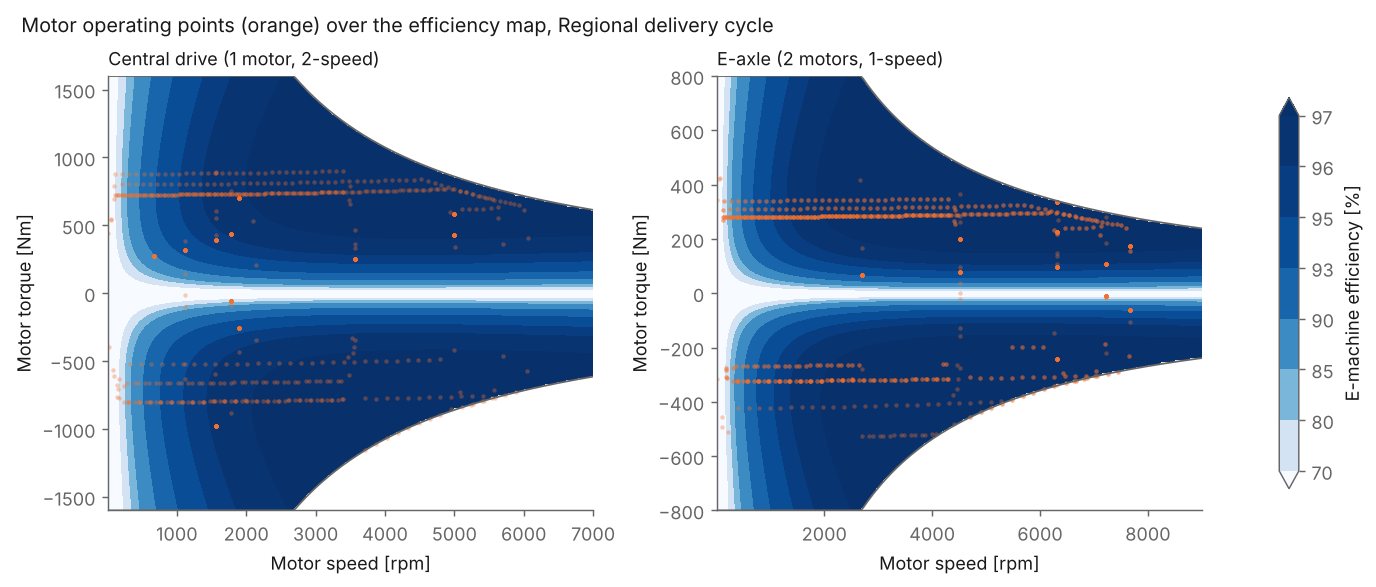 Motor operating points (orange) over the efficiency map, Regional delivery cycle
Central drive (1 motor, 2-speed)
Motor torque [Nm]
1500
1000
500
0
−500
−1000
−1500
1000 2000 3000 4000 5000 6000 7000
Motor speed [rpm]
E-axle (2 motors, 1-speed)
Motor torque [Nm]
800
600
400
200
0
−200
−400
−600
−800
2000 4000 6000 8000
Motor speed [rpm]
97
96
95
93
90
85
80
70
E-machine efficiency [%]